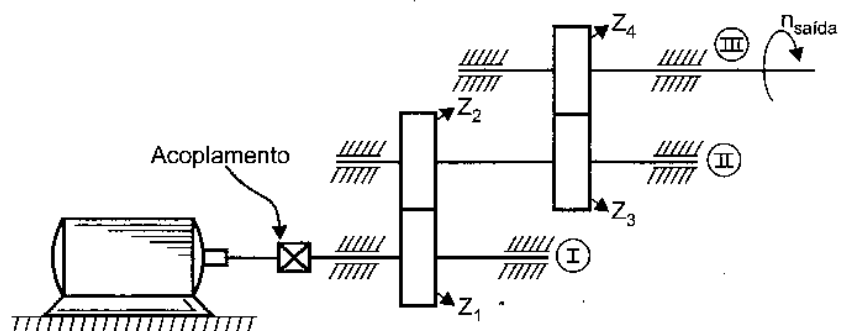 Z4
III
nsaída
Z2
Acoplamento
II
Z3
I
Z1